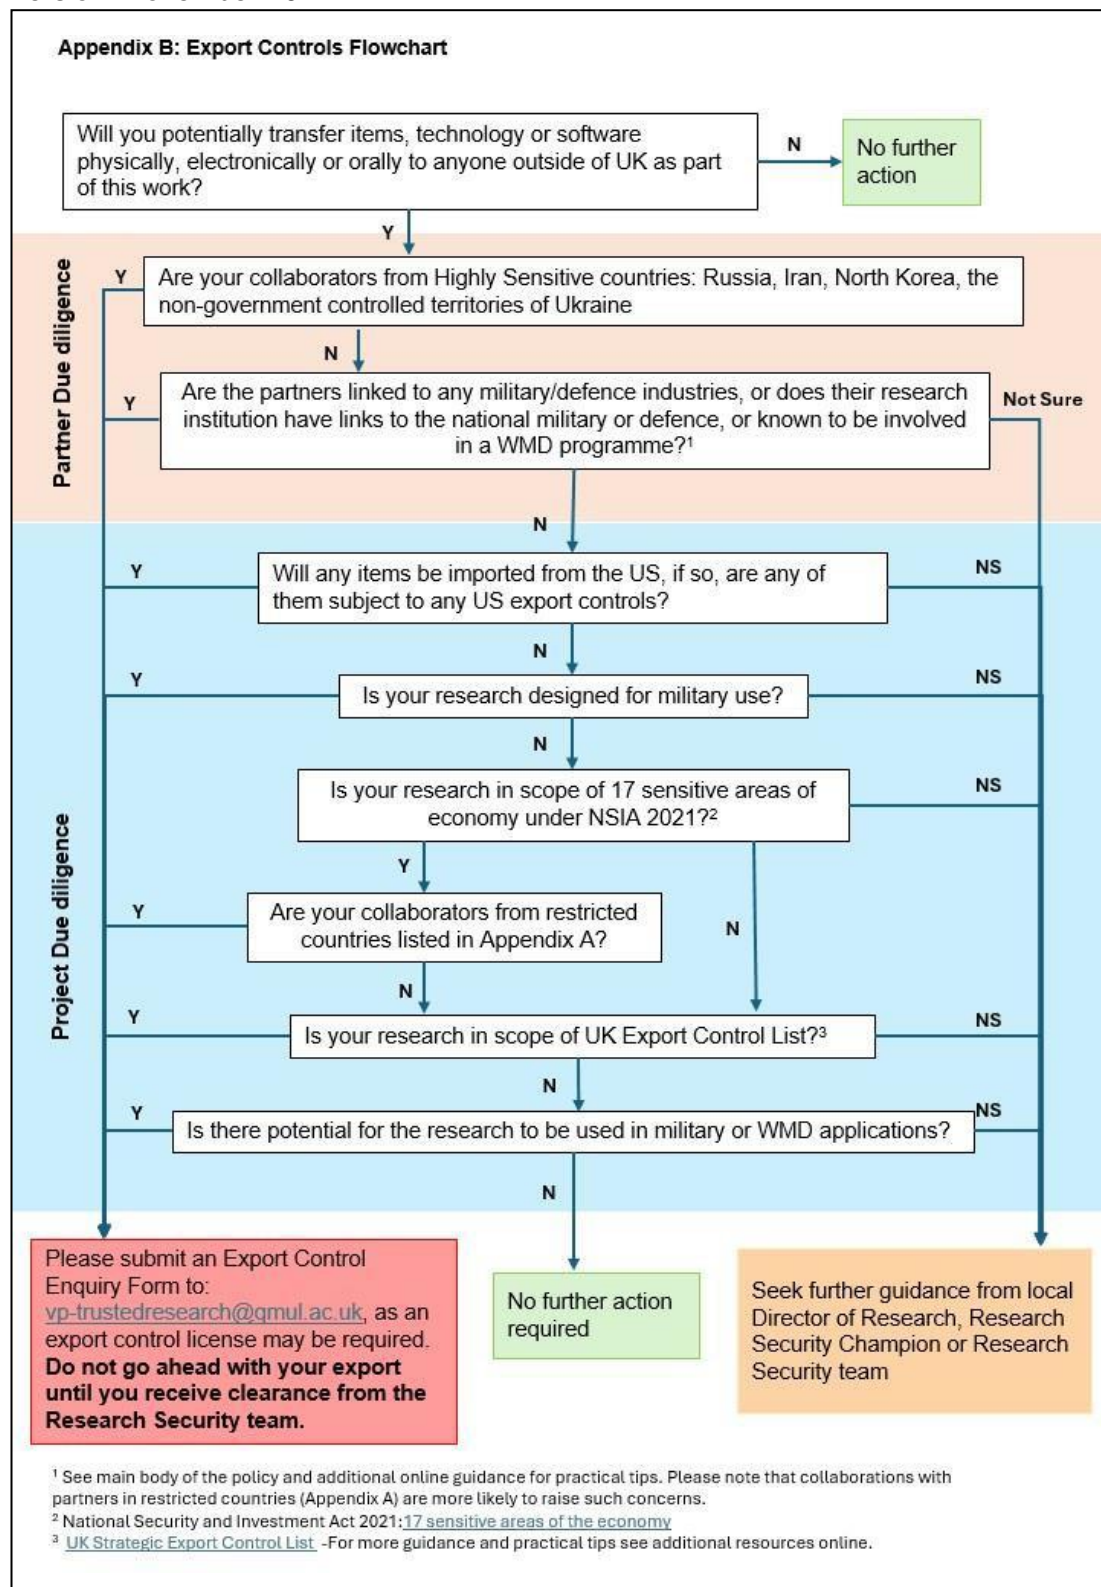 Appendix B: Export Controls Flowchart
Will you potentially transfer items, technology or software
physically, electronically or orally to anyone outside of UK as part
of this work?
N
No further
action
Y
Partner Due diligence
Y
Are your collaborators from Highly Sensitive countries: Russia, Iran, North Korea, the
non-government controlled territories of Ukraine
N
Y
Are the partners linked to any military/defence industries, or does their research
institution have links to the national military or defence, or known to be involved
in a WMD programme?¹
Not Sure
N
Project Due diligence
Y
Will any items be imported from the US, if so, are any of
them subject to any US export controls?
NS
N
Y
Is your research designed for military use?
NS
N
Is your research in scope of 17 sensitive areas of
economy under NSIA 2021?²
NS
Y
Y
Are your collaborators from restricted
countries listed in Appendix A?
N
N
Y
Is your research in scope of UK Export Control List?³
NS
N
Y
Is there potential for the research to be used in military or WMD applications?
NS
N
Please submit an Export Control
Enquiry Form to:
vp-trustedresearch@qmul.ac.uk, as an
export control license may be required.
Do not go ahead with your export
until you receive clearance from the
Research Security team.
No further action
required
Seek further guidance from local
Director of Research, Research
Security Champion or Research
Security team
¹ See main body of the policy and additional online guidance for practical tips. Please note that collaborations with
partners in restricted countries (Appendix A) are more likely to raise such concerns.
² National Security and Investment Act 2021:17 sensitive areas of the economy
³ UK Strategic Export Control List -For more guidance and practical tips see additional resources online.